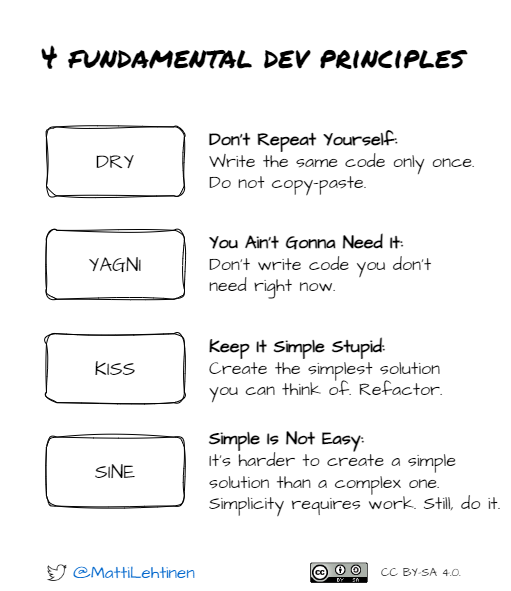 4 FUNDAMENTAL DEV PRINCIPLES
DRY
Don't Repeat Yourself:
Write the same code only once.
Do not copy-paste.
YAGNI
You Ain't Gonna Need It:
Don't write code you don't
need right now.
KISS
Keep It Simple Stupid:
Create the simplest solution
you can think of. Refactor.
SINE
Simple Is Not Easy:
It's harder to create a simple
solution than a complex one.
Simplicity requires work. Still, do it.
@MattiLehtinen
cc BY SA
CC BY-SA 4.0.